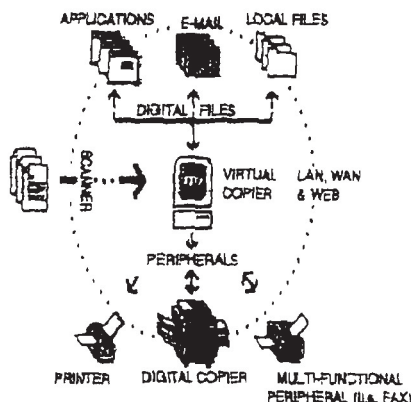 APPLICATIONS E-MAIL LOCAL FILES
DIGITAL FILES
SCANNER
VIRTUAL COPIER
LAN, WAN & WEB
PERIPHERALS
PRINTER
DIGITAL COPIER
MULTI-FUNCTIONAL
PERIPHERAL (I.e. FAX)